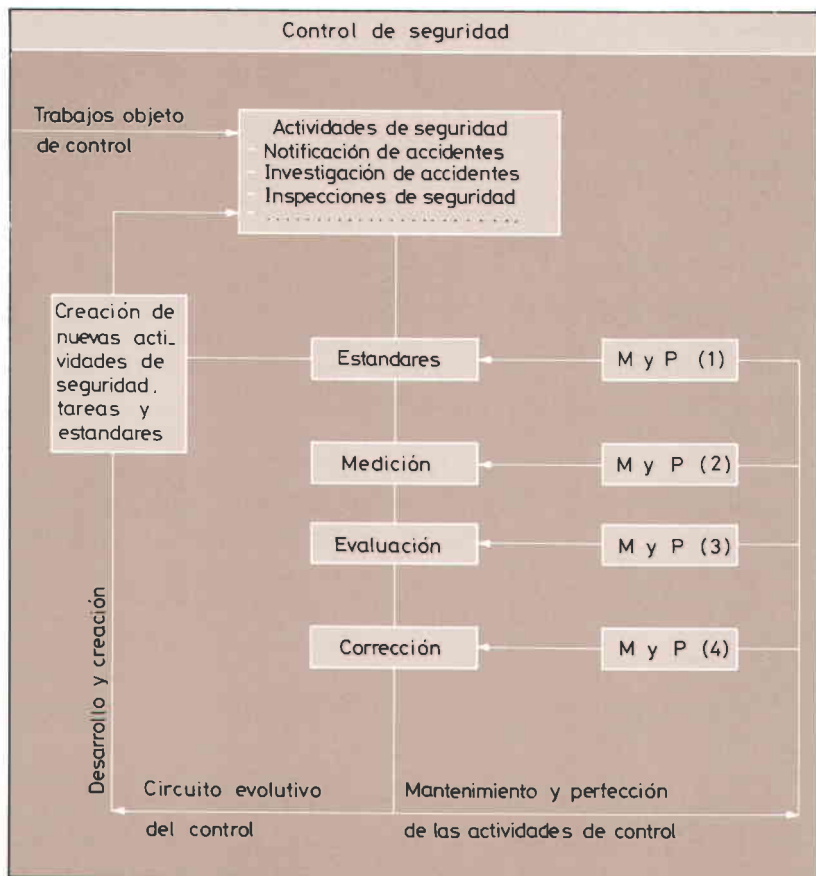 Control de seguridad
Trabajos objeto
de control
Actividades de seguridad
- Notificación de accidentes
- Investigación de accidentes
- Inspecciones de seguridad
- ........................
Creación de
nuevas acti_
vidades de
seguridad,
tareas y
estandares
Estandares
M y P (1)
Medición
M y P (2)
Evaluación
M y P (3)
Corrección
M y P (4)
Desarrollo y creación
Circuito evolutivo
del control
Mantenimiento y perfección
de las actividades de control